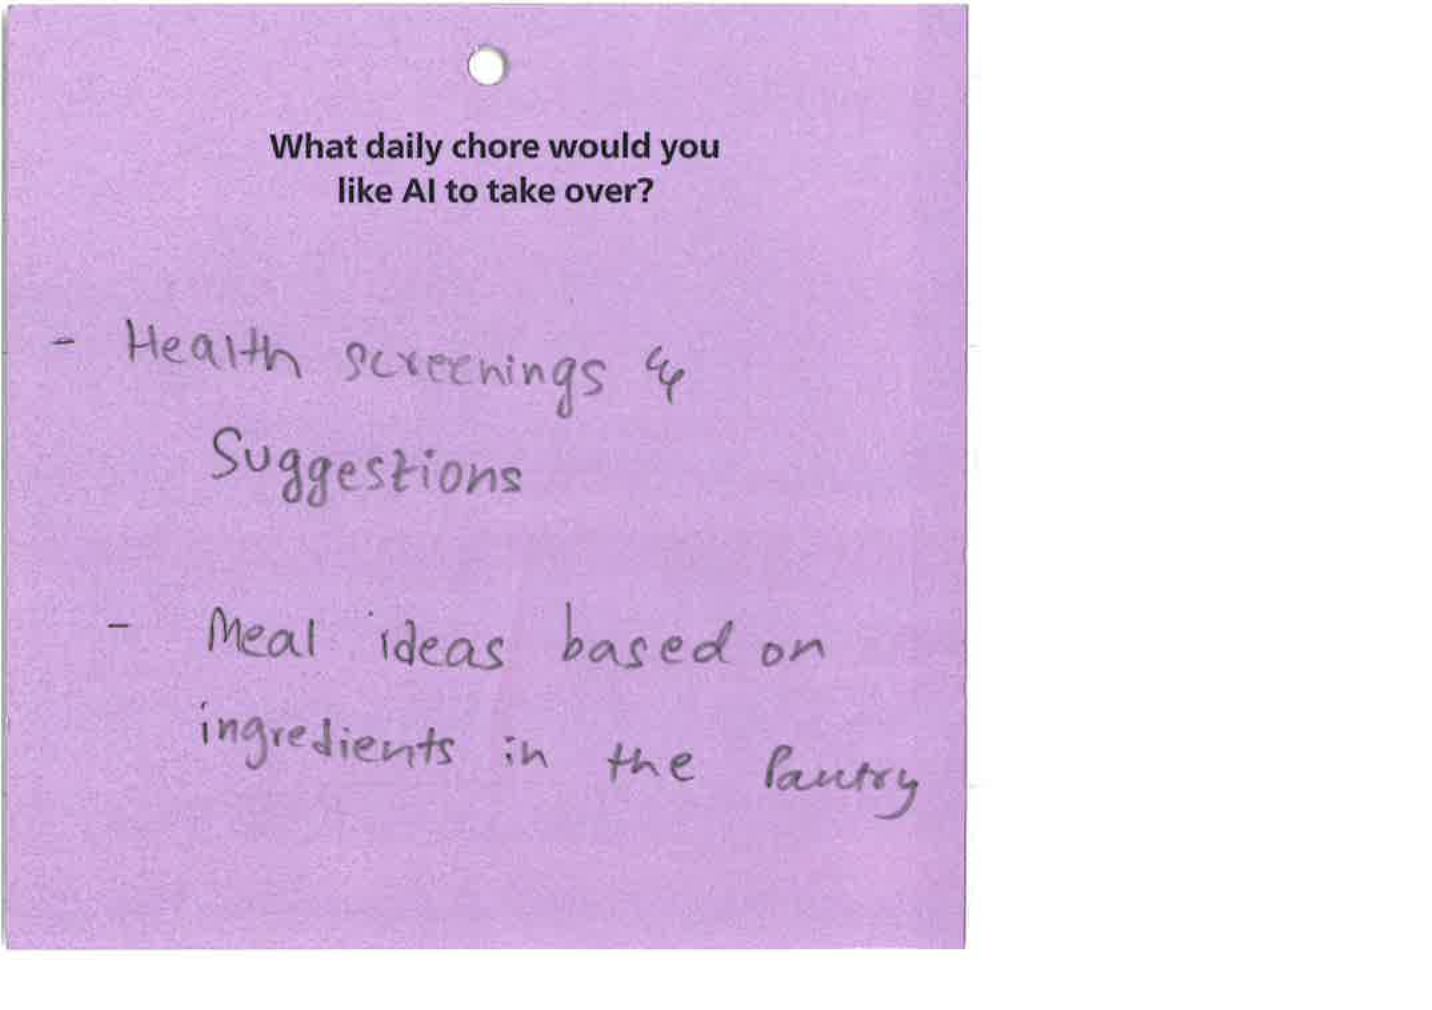 What daily chore would you
like AI to take over?
- Health screenings &
Suggestions
- Meal ideas based on
ingredients in the Pantry